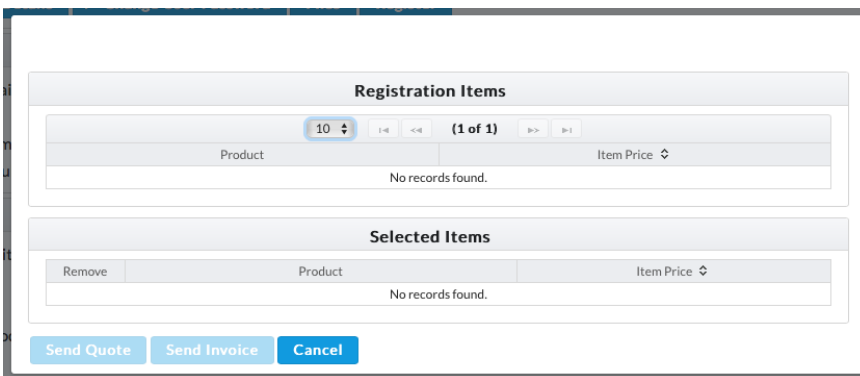 Registration Items
10 (1 of 1)
Product Item Price
No records found.
Selected Items
Remove Product Item Price
No records found.
Send Quote Send Invoice Cancel